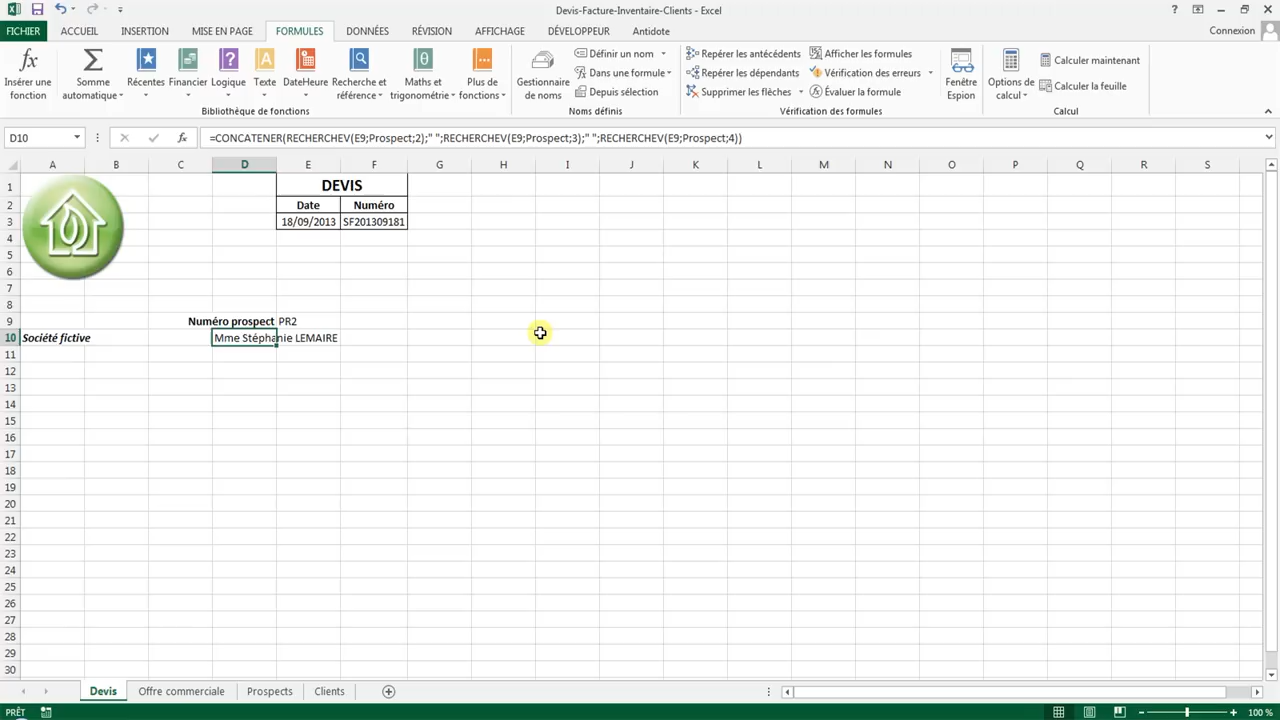 Devis-Facture-Inventaire-Clients - Excel
FICHIER ACCUEIL INSERTION MISE EN PAGE FORMULES DONNÉES RÉVISION AFFICHAGE DÉVELOPPEUR Antidote Connexion
Insérer une fonction
Somme automatique
Récentes
Financier
Logique
Texte
DateHeure
Recherche et référence
Maths et trigonométrie
Plus de fonctions
Bibliothèque de fonctions
Gestionnaire de noms
Définir un nom
Dans une formule
Depuis sélection
Noms définis
Repérer les antécédents
Repérer les dépendants
Supprimer les flèches
Afficher les formules
Vérification des erreurs
Évaluer la formule
Vérification des formules
Fenêtre Espion
Options de calcul
Calculer maintenant
Calculer la feuille
Calcul
D10 fx =CONCATENER(RECHERCHEV(E9;Prospect;2);" ";RECHERCHEV(E9;Prospect;3);" ";RECHERCHEV(E9;Prospect;4))
A B C D E F G H I J K L M N O P Q R S
1 DEVIS
2 Date Numéro
3 18/09/2013 SF201309181
4
5
6
7
8
9 Numéro prospect PR2
10 Société fictive Mme Stéphanie LEMAIRE
11
12
13
14
15
16
17
18
19
20
21
22
23
24
25
26
27
28
29
30
Devis Offre commerciale Prospects Clients
PRÊT 100 %